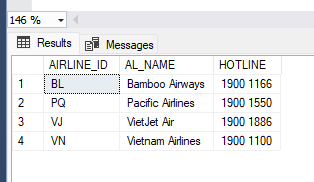 146 %
Results Messages
AIRLINE_ID AL_NAME HOTLINE
1 BL Bamboo Airways 1900 1166
2 PQ Pacific Airlines 1900 1550
3 VJ VietJet Air 1900 1886
4 VN Vietnam Airlines 1900 1100